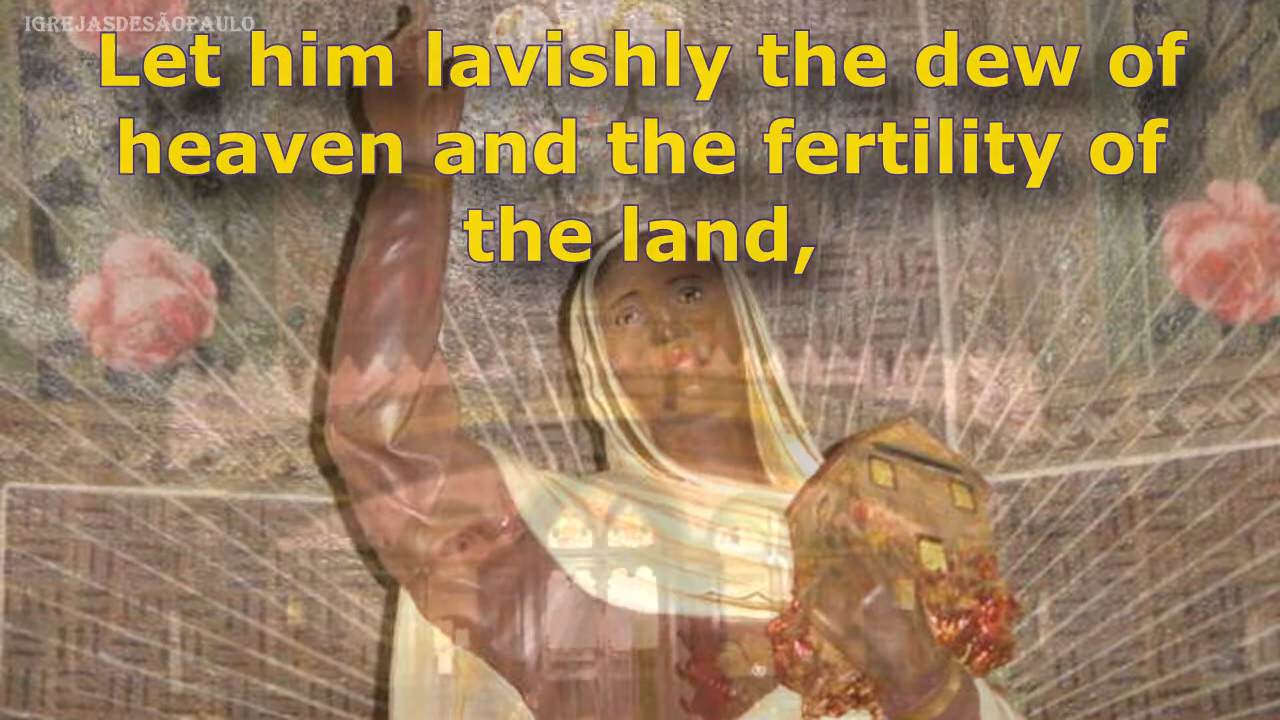 IGREJASDESÃOPAULO
Let him lavishly the dew of
heaven and the fertility of
the land,